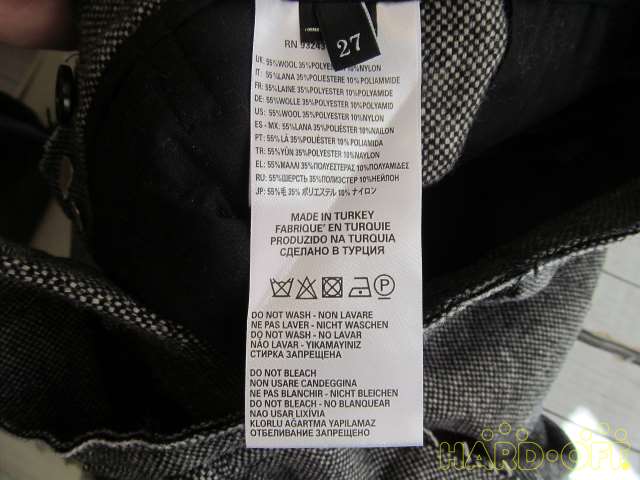 27
RN 93243
UK: 55%WOOL 35%POLYESTER 10%NYLON
IT: 55%LANA 35%POLIESTERE 10%POLIAMMIDE
FR: 55%LAINE 35%POLYESTER 10%POLYAMIDE
DE: 55%WOLLE 35%POLYESTER 10%POLYAMID
US: 55%WOOL 35%POLYESTER 10%NYLON
ES - MX: 55%LANA 35%POLIÉSTER 10%NAILON
PT: 55%LÃ 35%POLIÉSTER 10%POLIAMIDA
TR: 55%YÜN 35%POLYESTER 10%NAYLON
EL: 55%ΜΑΛΛΙ 35%ΠΟΛΥΕΣΤΕΡΑΣ 10%ΠΟΛΥΑΜΙΔΕΣ
RU: 55%ШЕРСТЬ 35%ПОЛИЭСТЕР 10%НЕЙЛОН
JP: 55%毛 35% ポリエステル 10% ナイロン
MADE IN TURKEY
FABRIQUE' EN TURQUIE
PRODUZIDO NA TURQUIA
СДЕЛАНО В ТУРЦИЯ
DO NOT WASH - NON LAVARE
NE PAS LAVER - NICHT WASCHEN
DO NOT WASH - NO LAVAR
NÃO LAVAR - YIKAMAYINIZ
СТИРКА ЗАПРЕЩЕНА
DO NOT BLEACH
NON USARE CANDEGGINA
NE PAS BLANCHIR - NICHT BLEICHEN
DO NOT BLEACH - NO BLANQUEAR
NAO USAR LIXÍVIA
KLORLU AĞARTMA YAPILAMAZ
ОТБЕЛИВАНИЕ ЗАПРЕЩЕНО
HARD-OFF